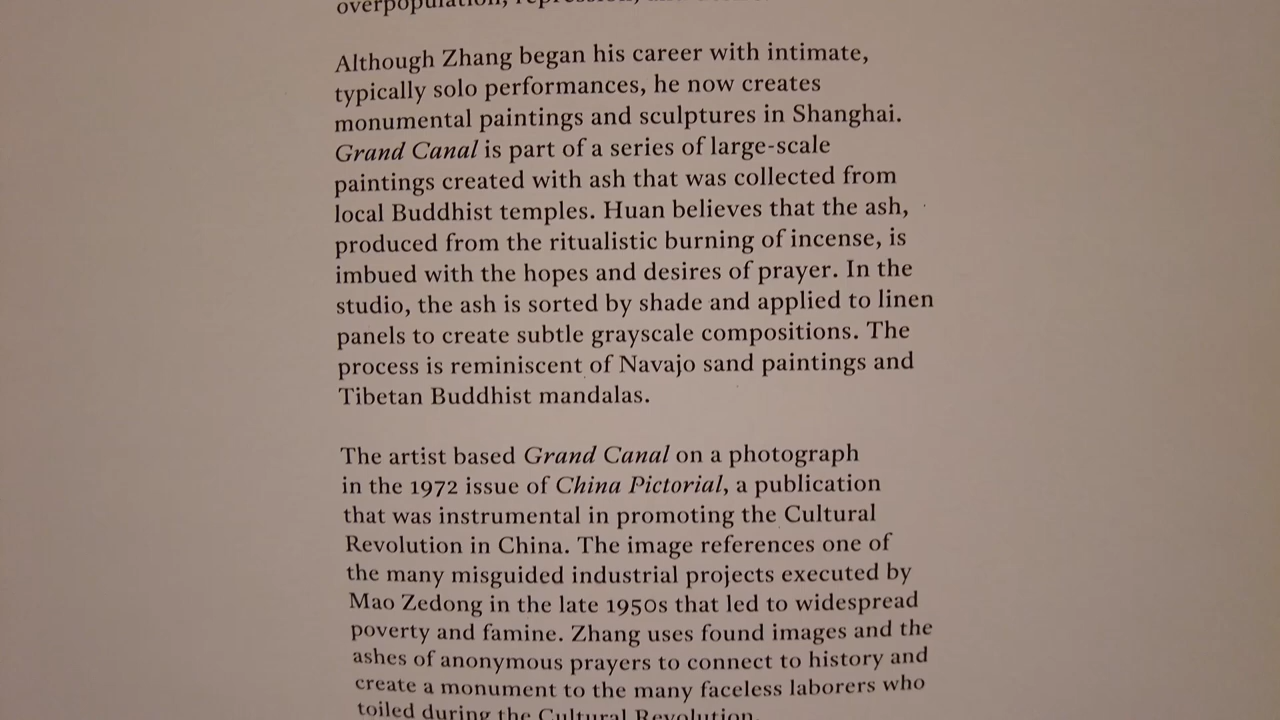 overpopulation, repression, and
Although Zhang began his career with intimate,
typically solo performances, he now creates
monumental paintings and sculptures in Shanghai.
Grand Canal is part of a series of large-scale
paintings created with ash that was collected from
local Buddhist temples. Huan believes that the ash,
produced from the ritualistic burning of incense, is
imbued with the hopes and desires of prayer. In the
studio, the ash is sorted by shade and applied to linen
panels to create subtle grayscale compositions. The
process is reminiscent of Navajo sand paintings and
Tibetan Buddhist mandalas.
The artist based Grand Canal on a photograph
in the 1972 issue of China Pictorial, a publication
that was instrumental in promoting the Cultural
Revolution in China. The image references one of
the many misguided industrial projects executed by
Mao Zedong in the late 1950s that led to widespread
poverty and famine. Zhang uses found images and the
ashes of anonymous prayers to connect to history and
create a monument to the many faceless laborers who
toiled during the Cultural Revolution.